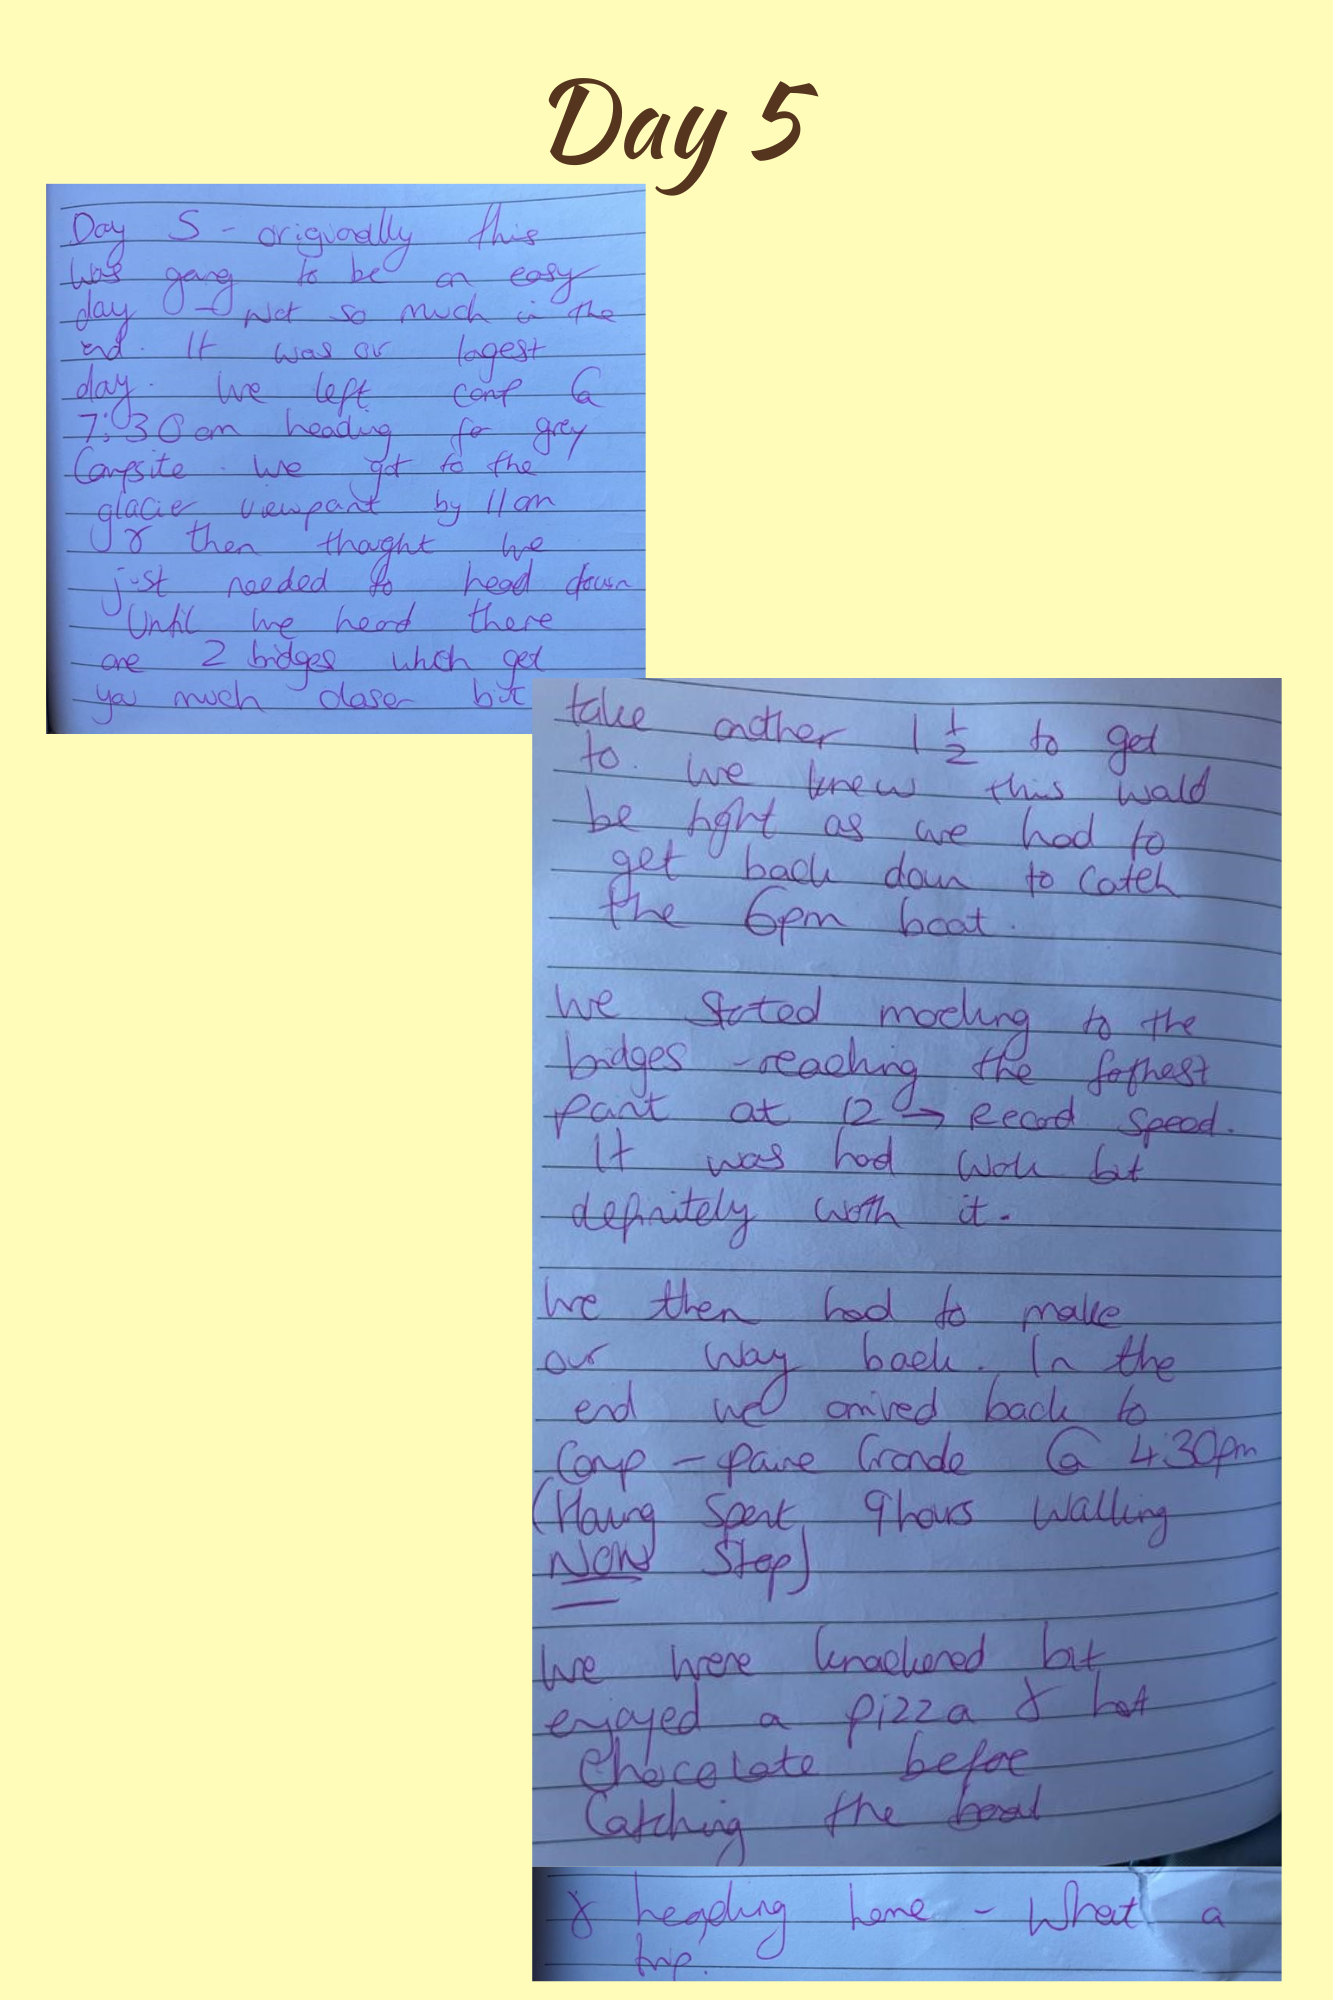 Day 5
Day 5 - originally this
was going to be an easy
day - Not so much in the
end. It was our longest
day. We left camp @
7:30am heading for grey
Campsite. We got to the
glacier viewpoint by 11am
& then thought we
just needed to head down
Until we heard there
are 2 bridges which get
you much closer but
take another 1 1/2 to get
to. We knew this would
be tight as we had to
get back down to catch
the 6pm boat.
We started marching to the
bridges - reaching the farthest
point at 12 → Record Speed.
It was hard work but
definitely worth it.
We then had to make
our way back. In the
end we arrived back to
Camp - Paine Grande @ 4:30pm
(Having spent 9hours walking
NON Stop)
We were knackered but
enjoyed a pizza & hot
Chocolate before
Catching the boat
& heading home - What a
trip.